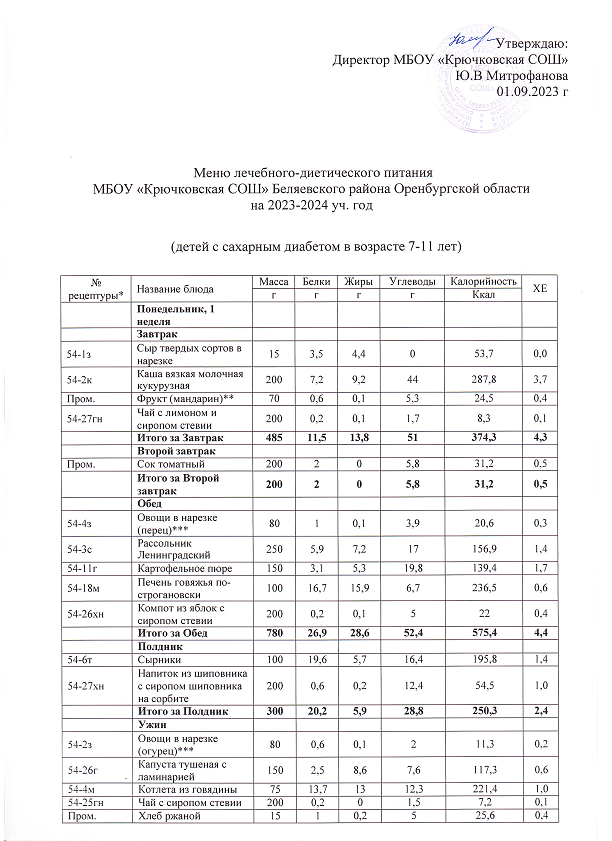 Утверждаю:
Директор МБОУ «Крючковская СОШ»
Ю.В Митрофанова
01.09.2023 г
Меню лечебного-диетического питания
МБОУ «Крючковская СОШ» Беляевского района Оренбургской области
на 2023-2024 уч. год
(детей с сахарным диабетом в возрасте 7-11 лет)
№ рецептуры* Название блюда Масса Белки Жиры Углеводы Калорийность ХЕ
г г г г Ккал
Понедельник, 1
неделя
Завтрак
54-1з Сыр твердых сортов в нарезке 15 3,5 4,4 0 53,7 0,0
54-2к Каша вязкая молочная кукурузная 200 7,2 9,2 44 287,8 3,7
Пром. Фрукт (мандарин)** 70 0,6 0,1 5,3 24,5 0,4
54-27гн Чай с лимоном и сиропом стевии 200 0,2 0,1 1,7 8,3 0,1
Итого за Завтрак 485 11,5 13,8 51 374,3 4,3
Второй завтрак
Пром. Сок томатный 200 2 0 5,8 31,2 0,5
Итого за Второй завтрак 200 2 0 5,8 31,2 0,5
Обед
54-4з Овощи в нарезке (перец)*** 80 1 0,1 3,9 20,6 0,3
54-3с Рассольник Ленинградский 250 5,9 7,2 17 156,9 1,4
54-11г Картофельное пюре 150 3,1 5,3 19,8 139,4 1,7
54-18м Печень говяжья по-строгановски 100 16,7 15,9 6,7 236,5 0,6
54-26хн Компот из яблок с сиропом стевии 200 0,2 0,1 5 22 0,4
Итого за Обед 780 26,9 28,6 52,4 575,4 4,4
Полдник
54-6т Сырники 100 19,6 5,7 16,4 195,8 1,4
54-27хн Напиток из шиповника с сиропом шиповника на сорбите 200 0,6 0,2 12,4 54,5 1,0
Итого за Полдник 300 20,2 5,9 28,8 250,3 2,4
Ужин
54-2з Овощи в нарезке (огурец)*** 80 0,6 0,1 2 11,3 0,2
54-26г Капуста тушеная с ламинарией 150 2,5 8,6 7,6 117,3 0,6
54-4м Котлета из говядины 75 13,7 13 12,3 221,4 1,0
54-25гн Чай с сиропом стевии 200 0,2 0 1,5 7,2 0,1
Пром. Хлеб ржаной 15 1 0,2 5 25,6 0,4